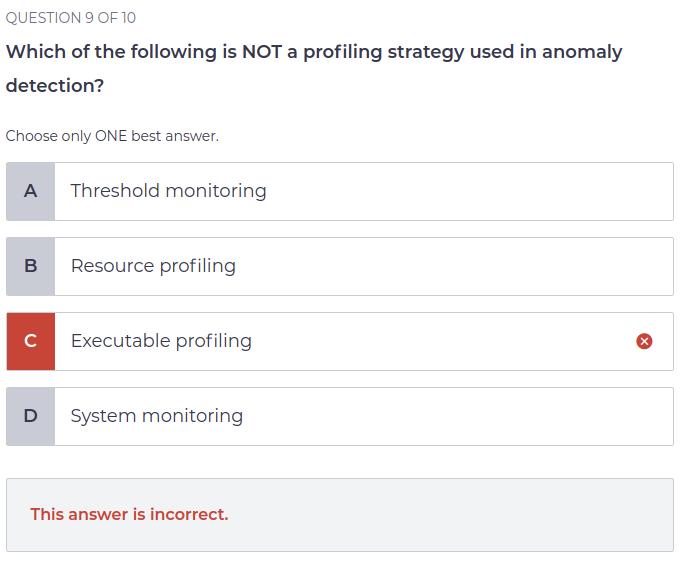 QUESTION 9 OF 10
Which of the following is NOT a profiling strategy used in anomaly
detection?
Choose only ONE best answer.
A Threshold monitoring
B Resource profiling
C Executable profiling
D System monitoring
This answer is incorrect.